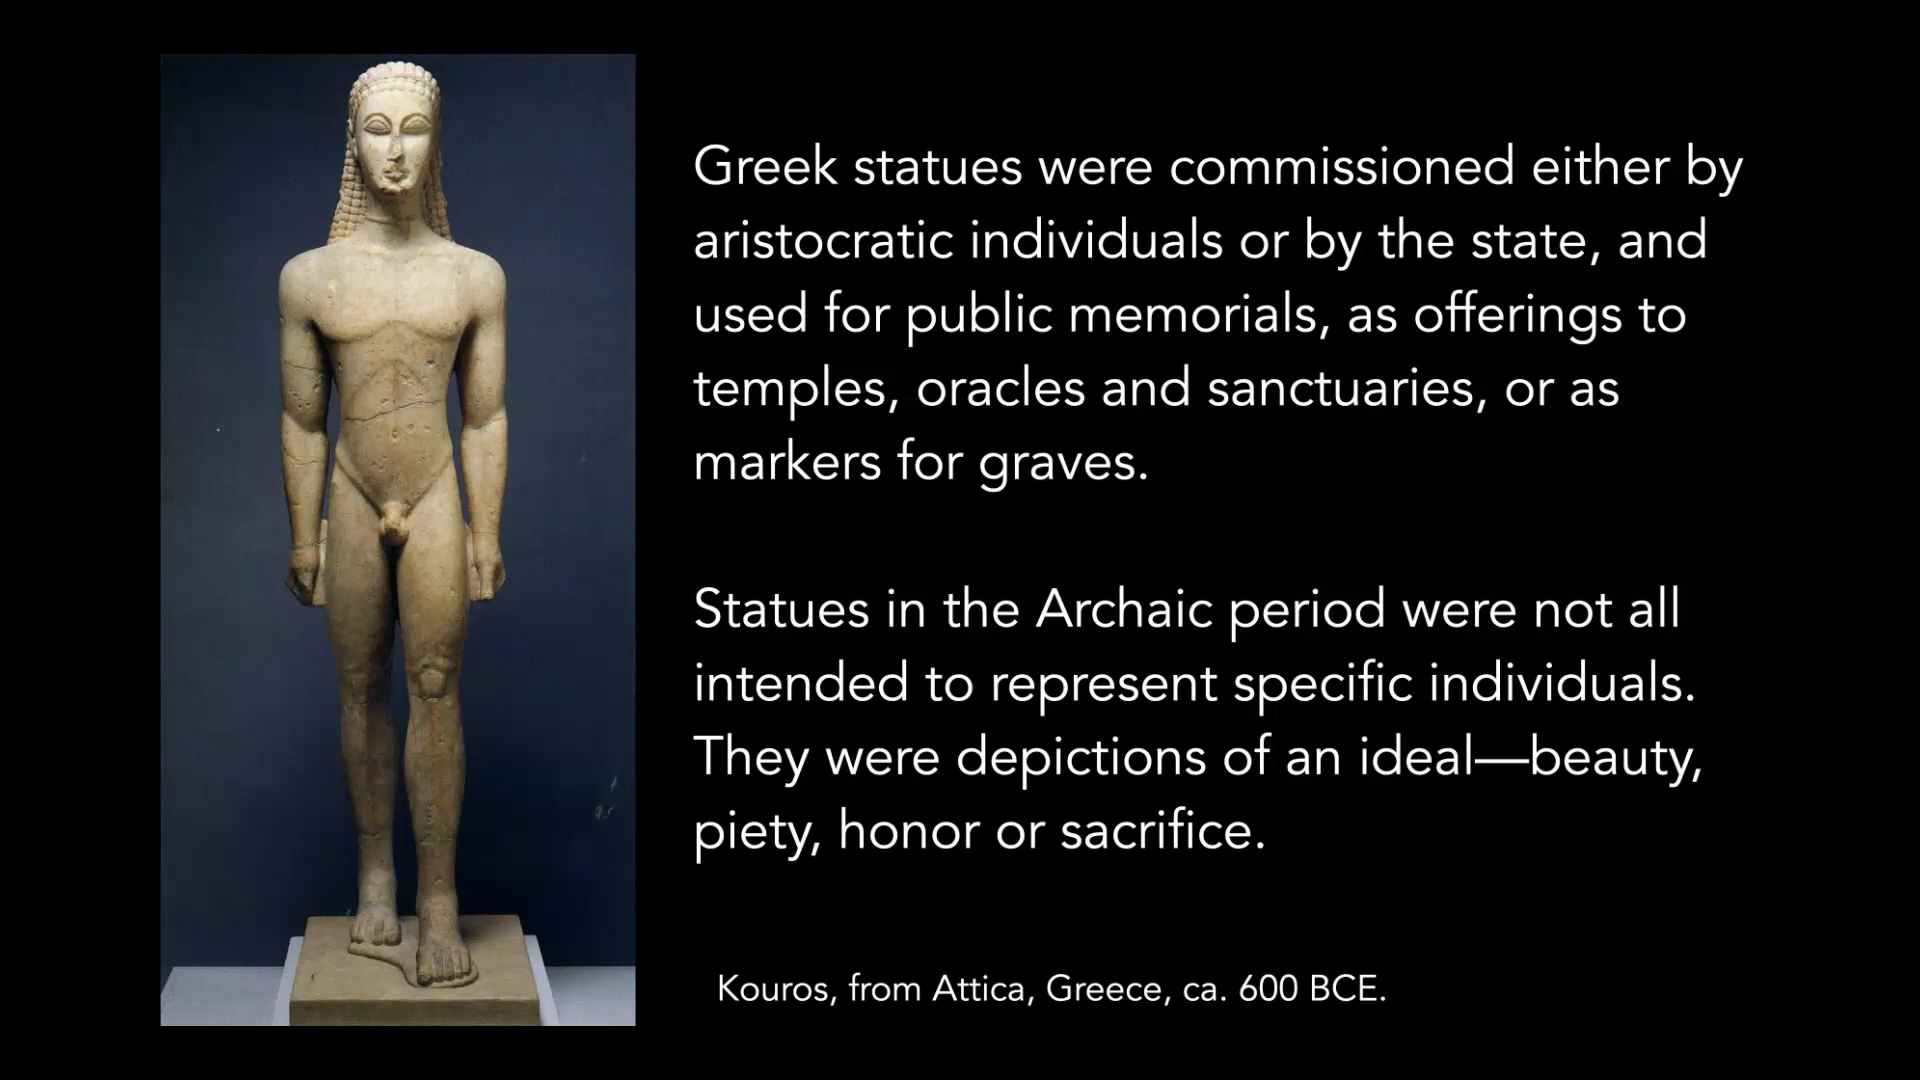 Greek statues were commissioned either by
aristocratic individuals or by the state, and
used for public memorials, as offerings to
temples, oracles and sanctuaries, or as
markers for graves.
Statues in the Archaic period were not all
intended to represent specific individuals.
They were depictions of an ideal—beauty,
piety, honor or sacrifice.
Kouros, from Attica, Greece, ca. 600 BCE.